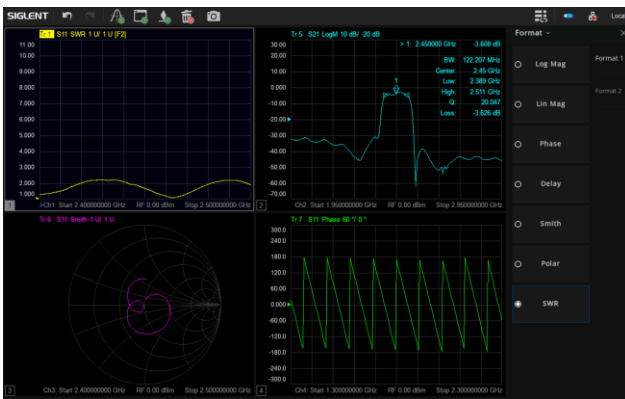 SIGLENT
Local
Tr 1 S11 SWR 1 U/ 1 U [F2]
11.00
10.00
9.000
8.000
7.000
6.000
5.000
4.000
3.000
2.000
1.000
1 >Ch1: Start 2.400000000 GHz RF 0.00 dBm Stop 2.500000000 GHz
Tr 5 S21 LogM 10 dB/ -20 dB
> 1: 2.450000 GHz -3.608 dB
BW: 122.207 MHz
Center: 2.45 GHz
Low: 2.389 GHz
High: 2.511 GHz
Q: 20.047
Loss: -3.626 dB
1
30.00
20.00
10.00
0.000
-10.00
-20.00
-30.00
-40.00
-50.00
-60.00
-70.00
2 Ch2: Start 1.950000000 GHz RF 0.00 dBm Stop 2.950000000 GHz
Tr 6 S11 Smith 1 U/ 1 U
3 Ch3: Start 2.400000000 GHz RF 0.00 dBm Stop 2.500000000 GHz
Tr 7 S11 Phase 60 °/ 0 °
300.0
240.0
180.0
120.0
60.00
0.000
-60.00
-120.0
-180.0
-240.0
-300.0
4 Ch4: Start 1.300000000 GHz RF 0.00 dBm Stop 2.300000000 GHz
Format
Log Mag
Lin Mag
Phase
Delay
Smith
Polar
SWR
Format 1
Format 2